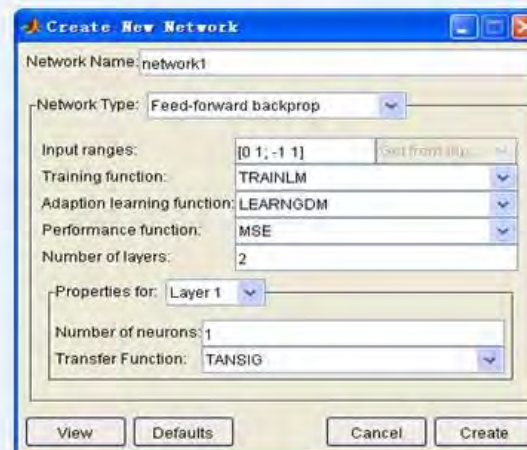 Create New Network
Network Name: network1
Network Type: Feed-forward backprop
Input ranges: [0 1; -1 1]
Training function: TRAINLM
Adaption learning function: LEARNGDM
Performance function: MSE
Number of layers: 2
Properties for: Layer 1
Number of neurons: 1
Transfer Function: TANSIG
View Defaults Cancel Create